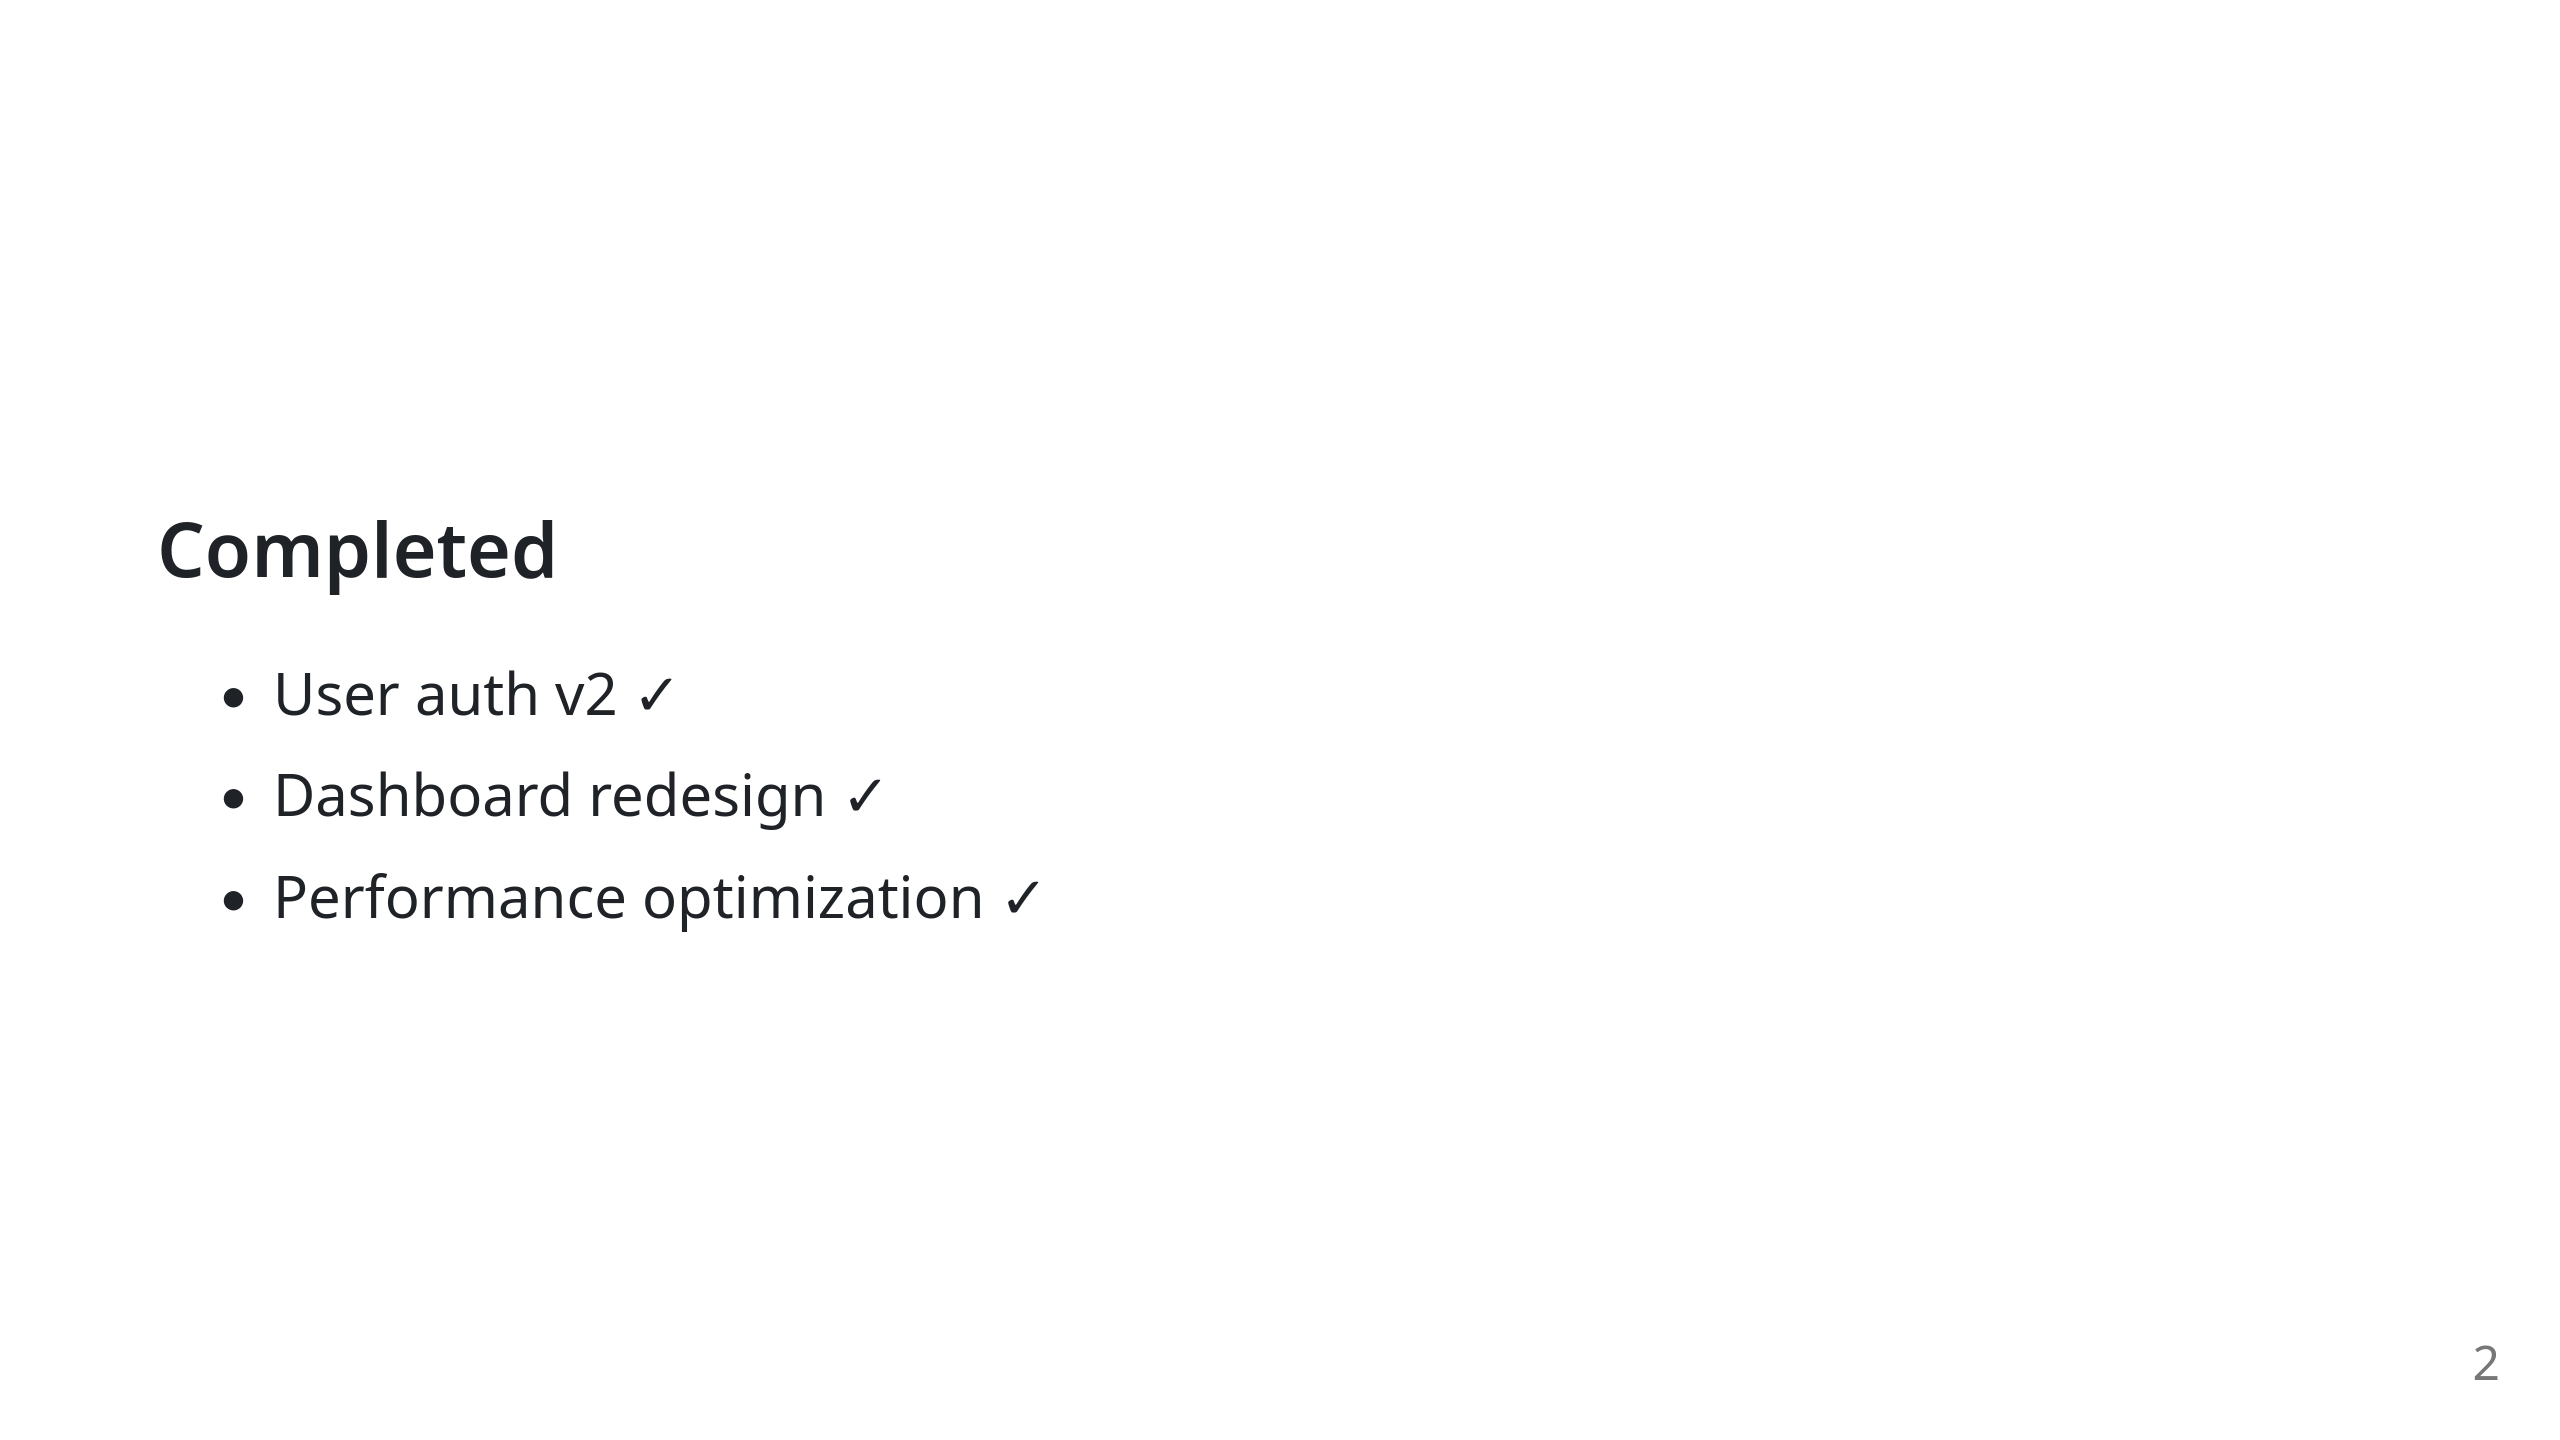 Completed
• User auth v2 ✓
• Dashboard redesign ✓
• Performance optimization ✓
2